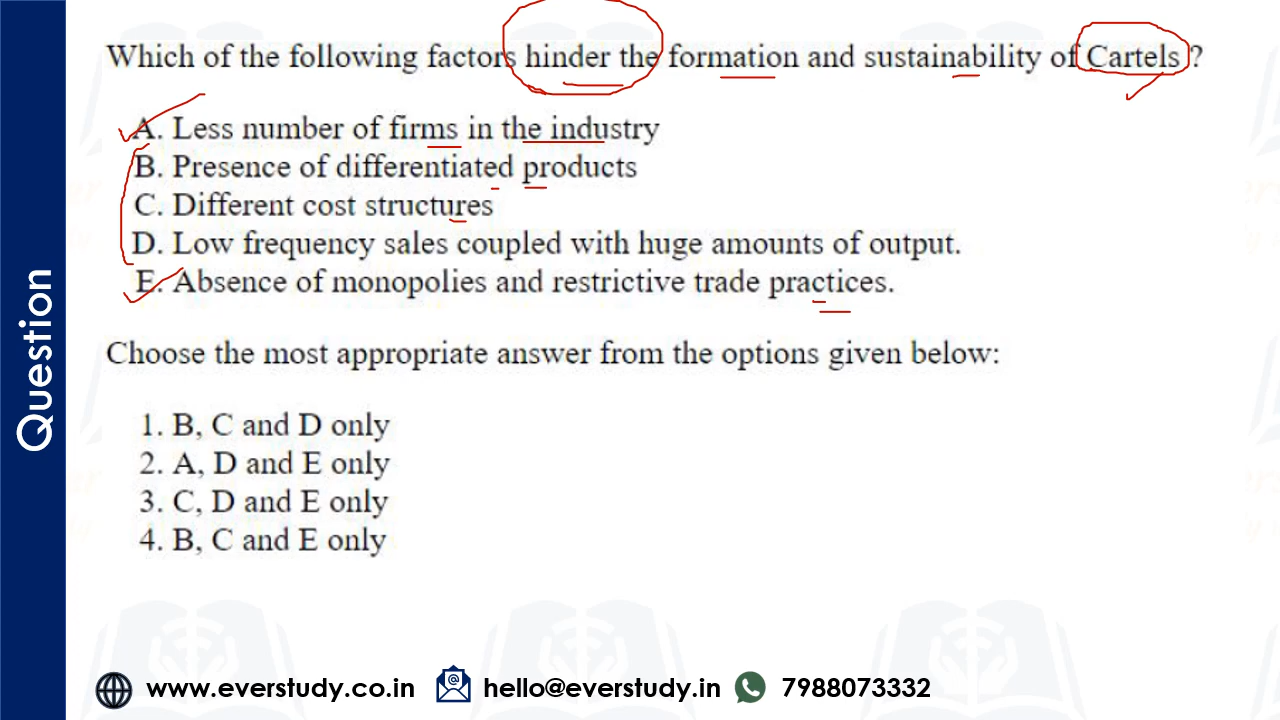 Which of the following factors hinder the formation and sustainability of Cartels ?
A. Less number of firms in the industry
B. Presence of differentiated products
C. Different cost structures
D. Low frequency sales coupled with huge amounts of output.
E. Absence of monopolies and restrictive trade practices.
Choose the most appropriate answer from the options given below:
1. B, C and D only
2. A, D and E only
3. C, D and E only
4. B, C and E only
Question
www.everstudy.co.in
hello@everstudy.in
7988073332